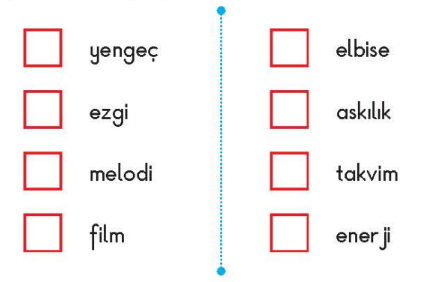 yengeç
ezgi
melodi
film
elbise
askılık
takvim
enerji